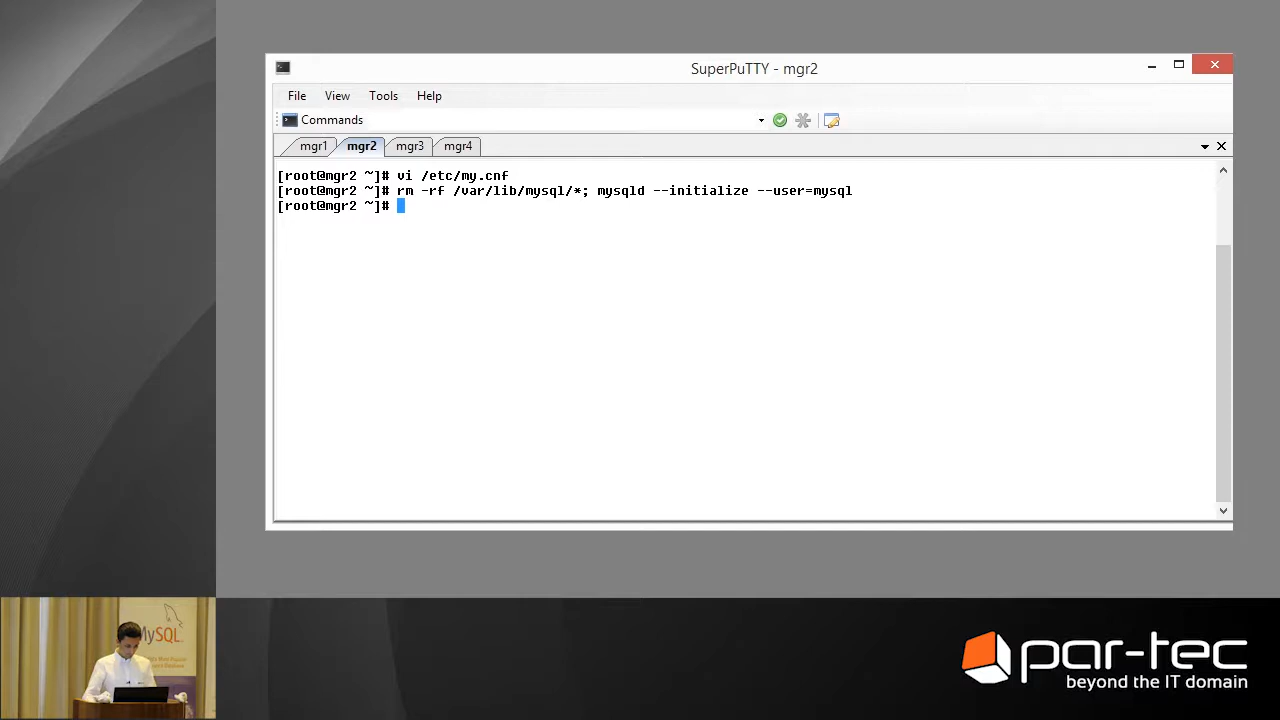 SuperPuTTY - mgr2
File View Tools Help
Commands
mgr1 mgr2 mgr3 mgr4
[root@mgr2 ~]# vi /etc/my.cnf
[root@mgr2 ~]# rm -rf /var/lib/mysql/*; mysqld --initialize --user=mysql
[root@mgr2 ~]#
MySQL
par-tec
beyond the IT domain